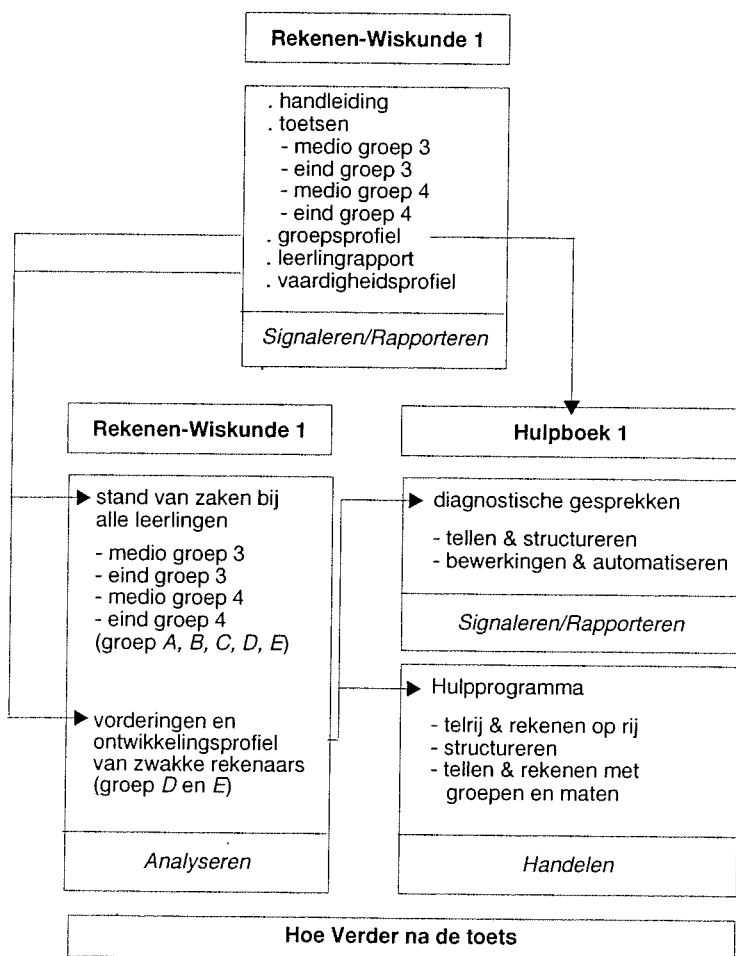 Rekenen-Wiskunde 1
. handleiding
. toetsen
- medio groep 3
- eind groep 3
- medio groep 4
- eind groep 4
. groepsprofiel
. leerlingrapport
. vaardigheidsprofiel
Signaleren/Rapporteren
Rekenen-Wiskunde 1
stand van zaken bij
alle leerlingen
- medio groep 3
- eind groep 3
- medio groep 4
- eind groep 4
(groep A, B, C, D, E)
vorderingen en
ontwikkelingsprofiel
van zwakke rekenaars
(groep D en E)
Analyseren
Hulpboek 1
diagnostische gesprekken
- tellen & structureren
- bewerkingen & automatiseren
Signaleren/Rapporteren
Hulpprogramma
- telrij & rekenen op rij
- structureren
- tellen & rekenen met
groepen en maten
Handelen
Hoe Verder na de toets